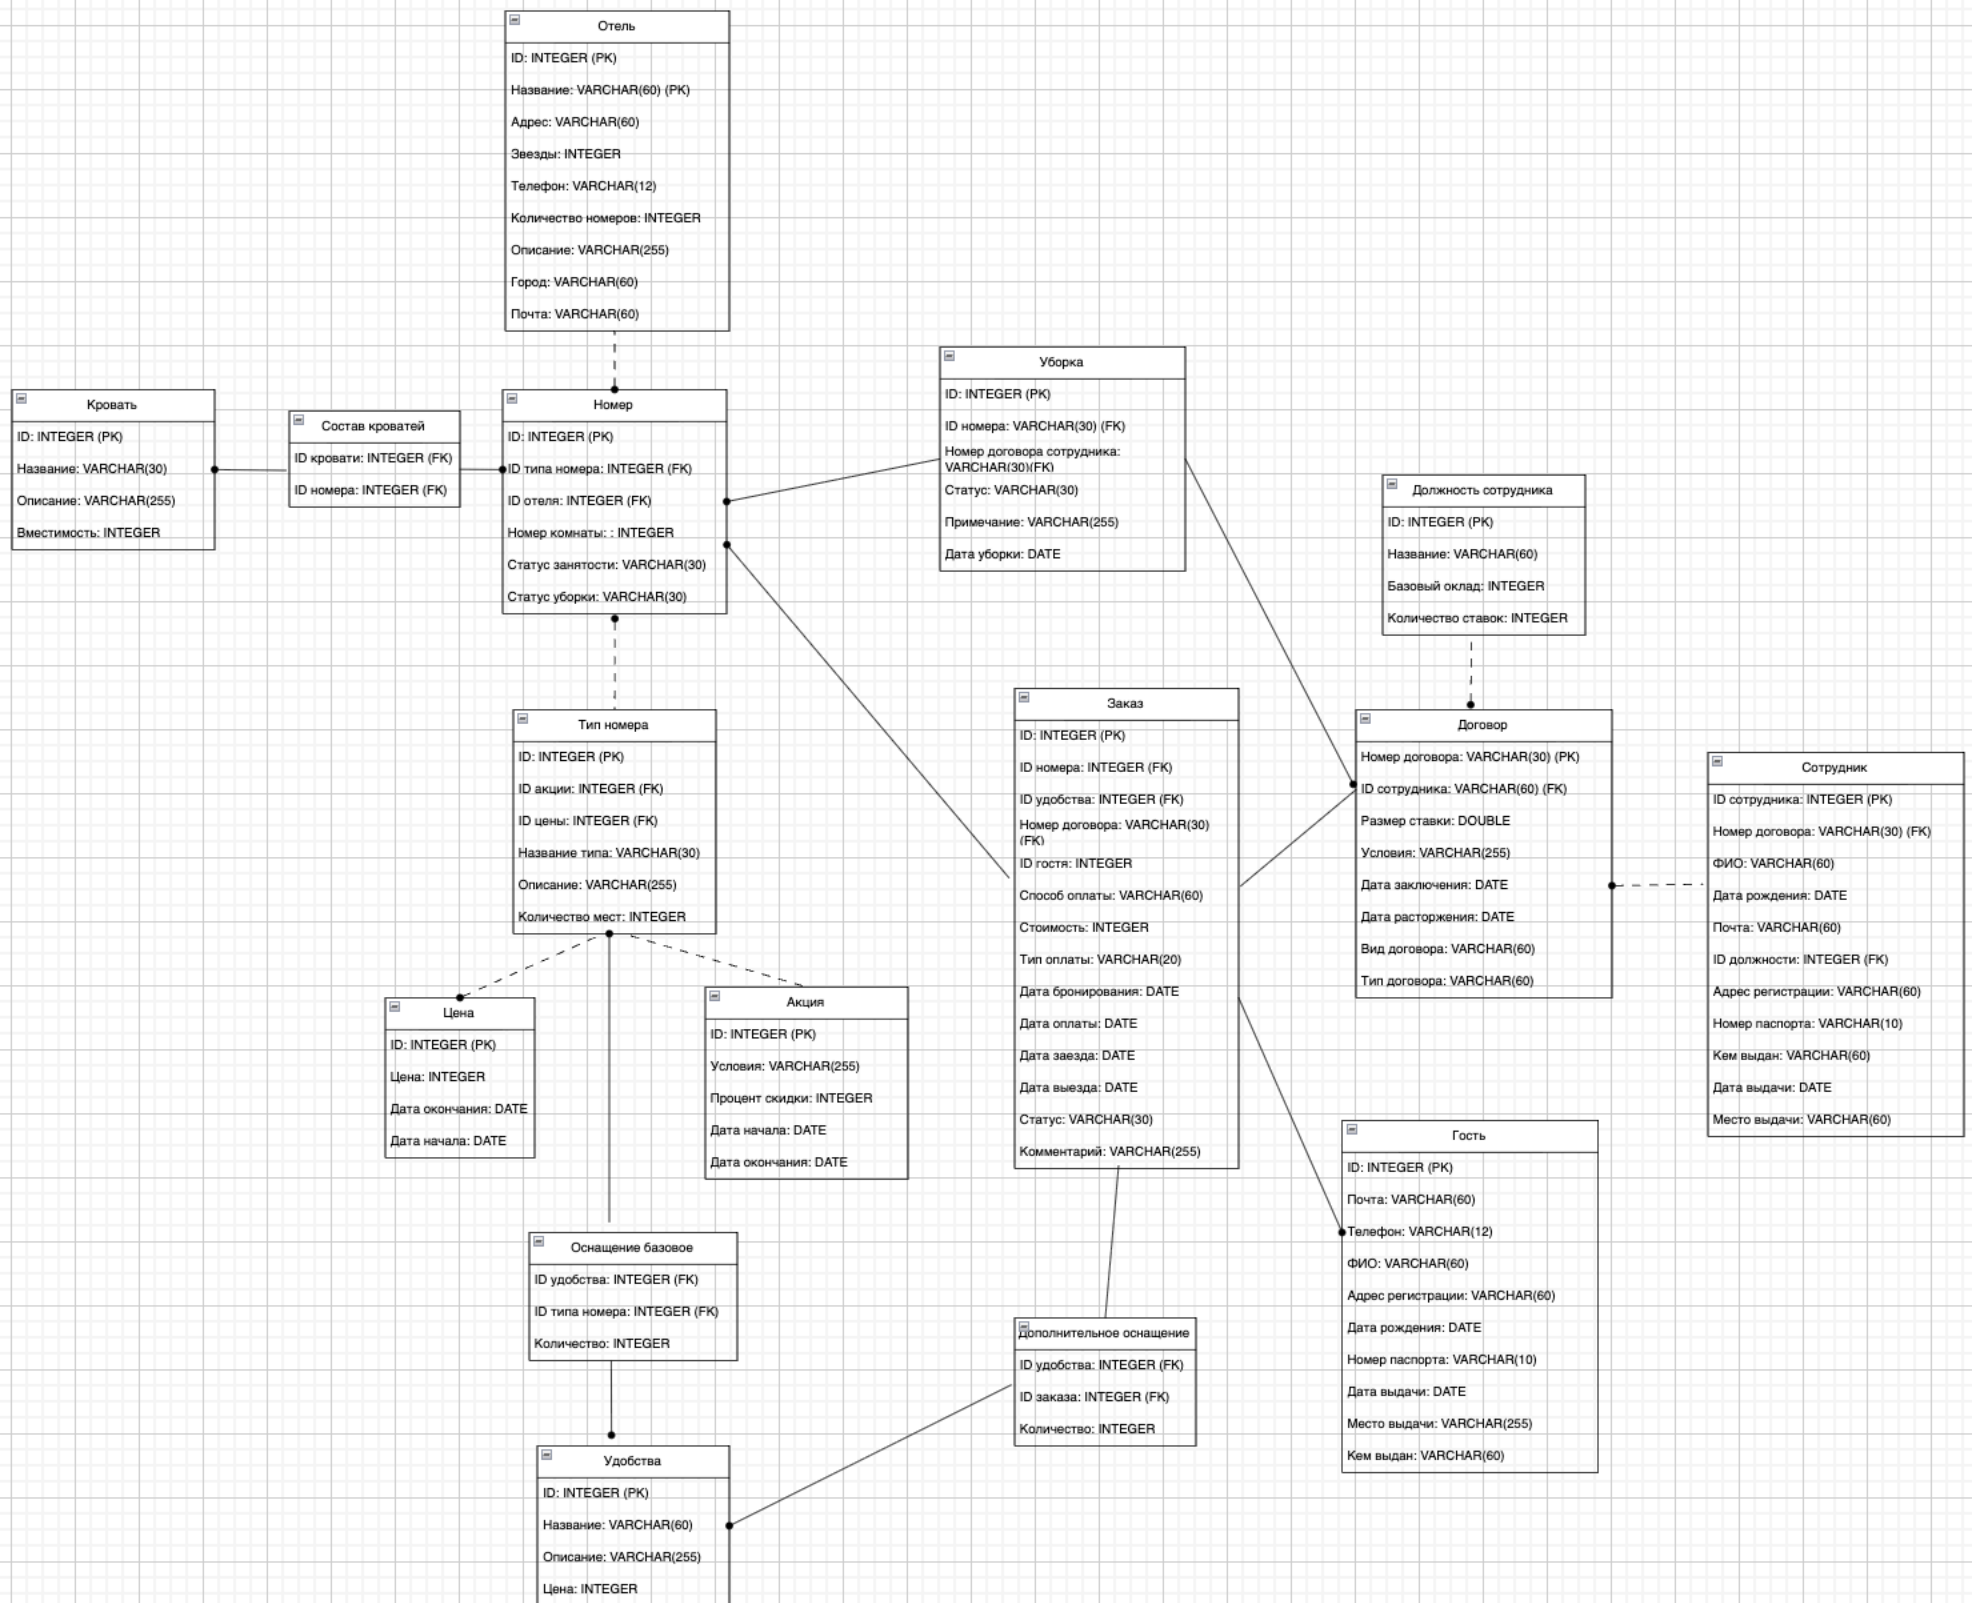 Отель
ID: INTEGER (PK)
Название: VARCHAR(60) (PK)
Адрес: VARCHAR(60)
Звезды: INTEGER
Телефон: VARCHAR(12)
Количество номеров: INTEGER
Описание: VARCHAR(255)
Город: VARCHAR(60)
Почта: VARCHAR(60)
Кровать
ID: INTEGER (PK)
Название: VARCHAR(30)
Описание: VARCHAR(255)
Вместимость: INTEGER
Состав кроватей
ID кровати: INTEGER (FK)
ID номера: INTEGER (FK)
Номер
ID: INTEGER (PK)
ID типа номера: INTEGER (FK)
ID отеля: INTEGER (FK)
Номер комнаты: : INTEGER
Статус занятости: VARCHAR(30)
Статус уборки: VARCHAR(30)
Уборка
ID: INTEGER (PK)
ID номера: VARCHAR(30) (FK)
Номер договора сотрудника:
VARCHAR(30)(FK)
Статус: VARCHAR(30)
Примечание: VARCHAR(255)
Дата уборки: DATE
Должность сотрудника
ID: INTEGER (PK)
Название: VARCHAR(60)
Базовый оклад: INTEGER
Количество ставок: INTEGER
Тип номера
ID: INTEGER (PK)
ID акции: INTEGER (FK)
ID цены: INTEGER (FK)
Название типа: VARCHAR(30)
Описание: VARCHAR(255)
Количество мест: INTEGER
Заказ
ID: INTEGER (PK)
ID номера: INTEGER (FK)
ID удобства: INTEGER (FK)
Номер договора: VARCHAR(30)
(FK)
ID гостя: INTEGER
Способ оплаты: VARCHAR(60)
Стоимость: INTEGER
Тип оплаты: VARCHAR(20)
Дата бронирования: DATE
Дата оплаты: DATE
Дата заезда: DATE
Дата выезда: DATE
Статус: VARCHAR(30)
Комментарий: VARCHAR(255)
Договор
Номер договора: VARCHAR(30) (PK)
ID сотрудника: VARCHAR(60) (FK)
Размер ставки: DOUBLE
Условия: VARCHAR(255)
Дата заключения: DATE
Дата расторжения: DATE
Вид договора: VARCHAR(60)
Тип договора: VARCHAR(60)
Сотрудник
ID сотрудника: INTEGER (PK)
Номер договора: VARCHAR(30) (FK)
ФИО: VARCHAR(60)
Дата рождения: DATE
Почта: VARCHAR(60)
ID должности: INTEGER (FK)
Адрес регистрации: VARCHAR(60)
Номер паспорта: VARCHAR(10)
Кем выдан: VARCHAR(60)
Дата выдачи: DATE
Место выдачи: VARCHAR(60)
Цена
ID: INTEGER (PK)
Цена: INTEGER
Дата окончания: DATE
Дата начала: DATE
Акция
ID: INTEGER (PK)
Условия: VARCHAR(255)
Процент скидки: INTEGER
Дата начала: DATE
Дата окончания: DATE
Гость
ID: INTEGER (PK)
Почта: VARCHAR(60)
Телефон: VARCHAR(12)
ФИО: VARCHAR(60)
Адрес регистрации: VARCHAR(60)
Дата рождения: DATE
Номер паспорта: VARCHAR(10)
Дата выдачи: DATE
Место выдачи: VARCHAR(255)
Кем выдан: VARCHAR(60)
Оснащение базовое
ID удобства: INTEGER (FK)
ID типа номера: INTEGER (FK)
Количество: INTEGER
Дополнительное оснащение
ID удобства: INTEGER (FK)
ID заказа: INTEGER (FK)
Количество: INTEGER
Удобства
ID: INTEGER (PK)
Название: VARCHAR(60)
Описание: VARCHAR(255)
Цена: INTEGER